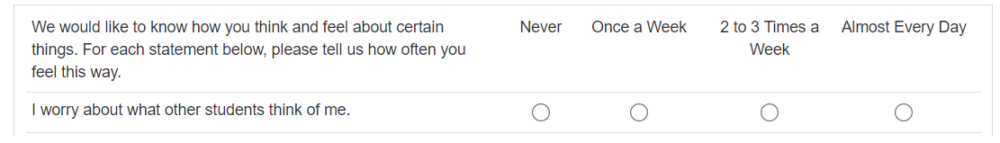 We would like to know how you think and feel about certain
things. For each statement below, please tell us how often you
feel this way.
Never
Once a Week
2 to 3 Times a
Week
Almost Every Day
I worry about what other students think of me.